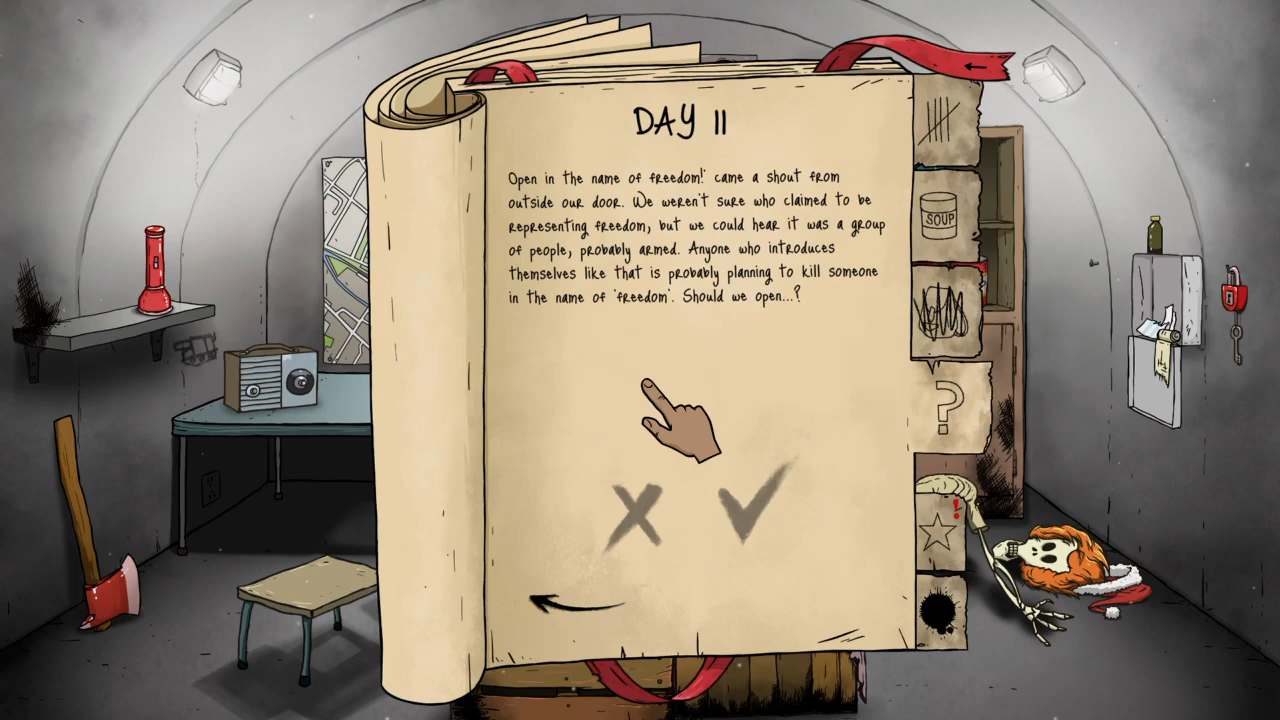 DAY 11
Open in the name of freedom!' came a shout from
outside our door. We weren't sure who claimed to be
representing freedom, but we could hear it was a group
of people, probably armed. Anyone who introduces
themselves like that is probably planning to kill someone
in the name of 'freedom'. Should we open...?
SOUP
?
!